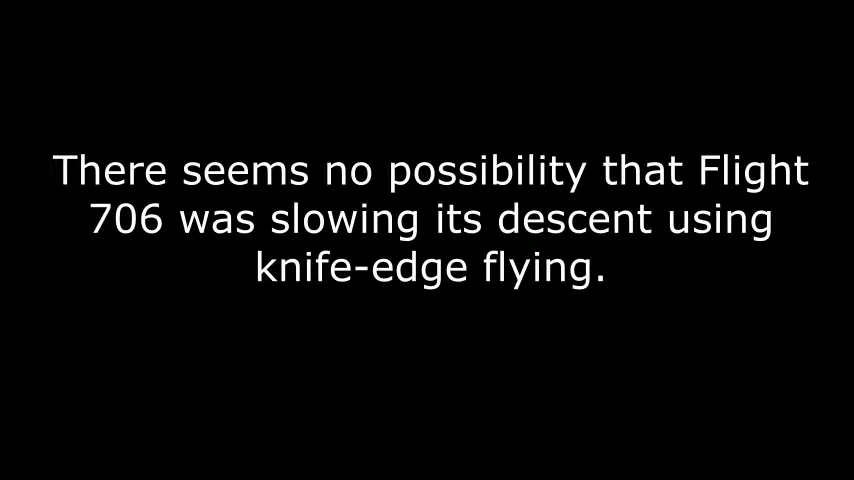 There seems no possibility that Flight
706 was slowing its descent using
knife-edge flying.